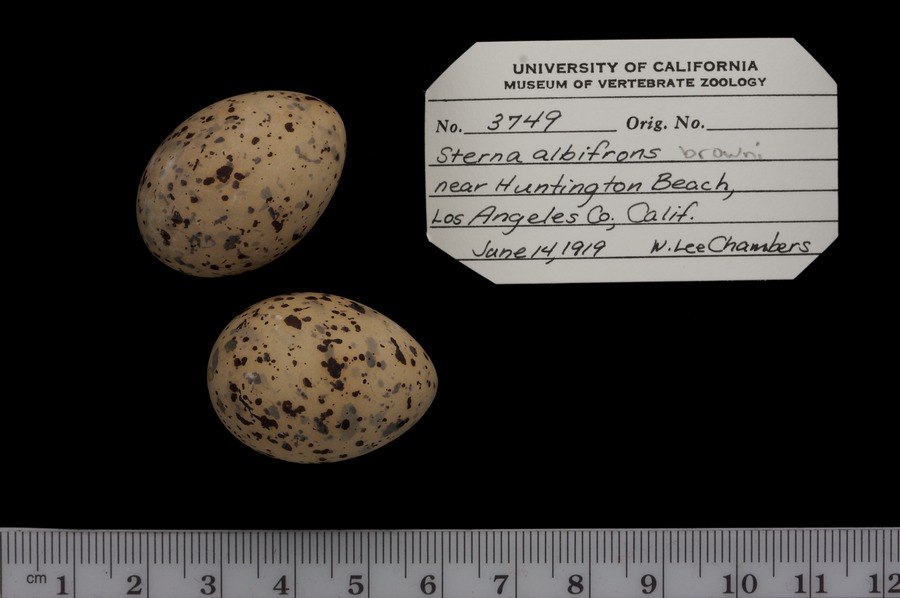 UNIVERSITY OF CALIFORNIA
MUSEUM OF VERTEBRATE ZOOLOGY
No. 3749 Orig. No.
Sterna albifrons browni
near Huntington Beach,
Los Angeles Co., Calif.
June 14, 1919 W. Lee Chambers
cm 1 2 3 4 5 6 7 8 9 10 11 12